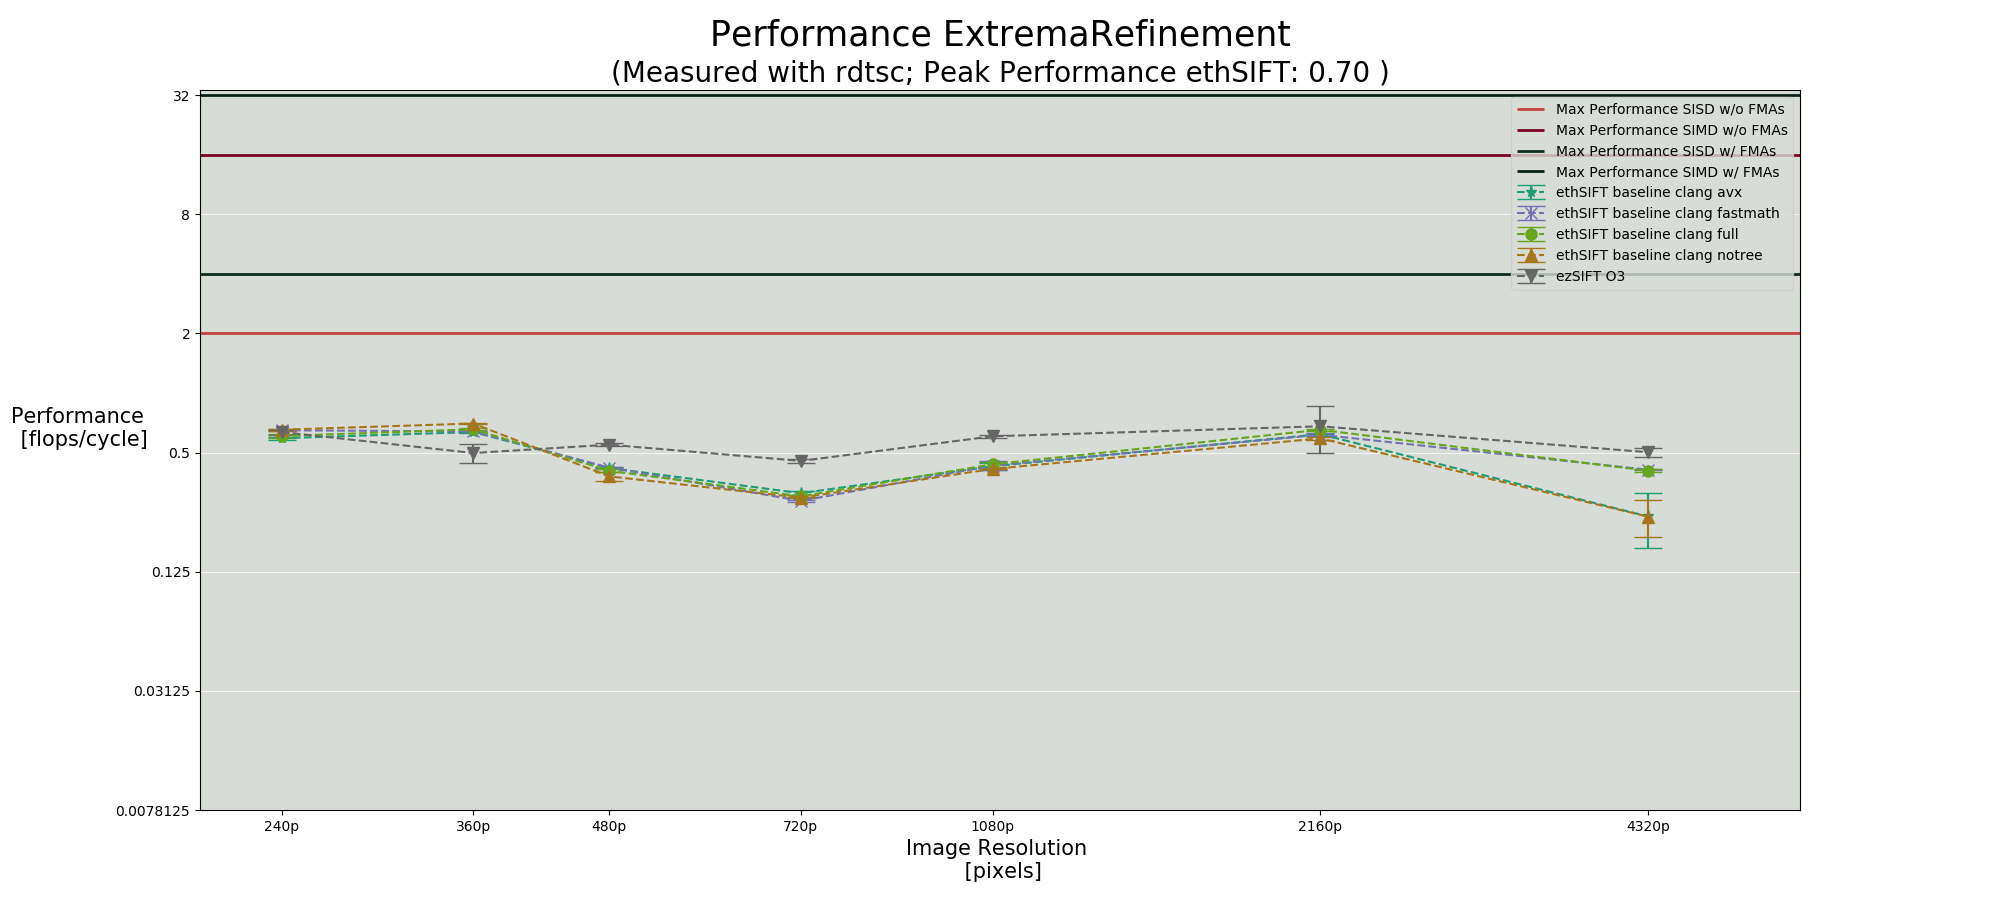 Performance ExtremaRefinement
(Measured with rdtsc; Peak Performance ethSIFT: 0.70 )
32
8
2
0.5
0.125
0.03125
0.0078125
Performance
[flops/cycle]
Max Performance SISD w/o FMAs
Max Performance SIMD w/o FMAs
Max Performance SISD w/ FMAs
Max Performance SIMD w/ FMAs
ethSIFT baseline clang avx
ethSIFT baseline clang fastmath
ethSIFT baseline clang full
ethSIFT baseline clang notree
ezSIFT O3
240p 360p 480p 720p 1080p 2160p 4320p
Image Resolution
[pixels]